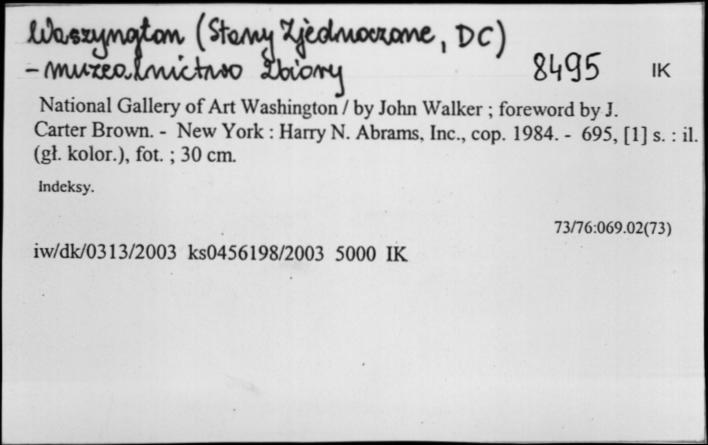 Waszyngton (Stany Zjednoczone, DC)
- muzealnictwo Zbiory 8495 IK
National Gallery of Art Washington / by John Walker ; foreword by J.
Carter Brown. - New York : Harry N. Abrams, Inc., cop. 1984. - 695, [1] s. : il.
(gł. kolor.), fot. ; 30 cm.
Indeksy.
73/76:069.02(73)
iw/dk/0313/2003 ks0456198/2003 5000 IK